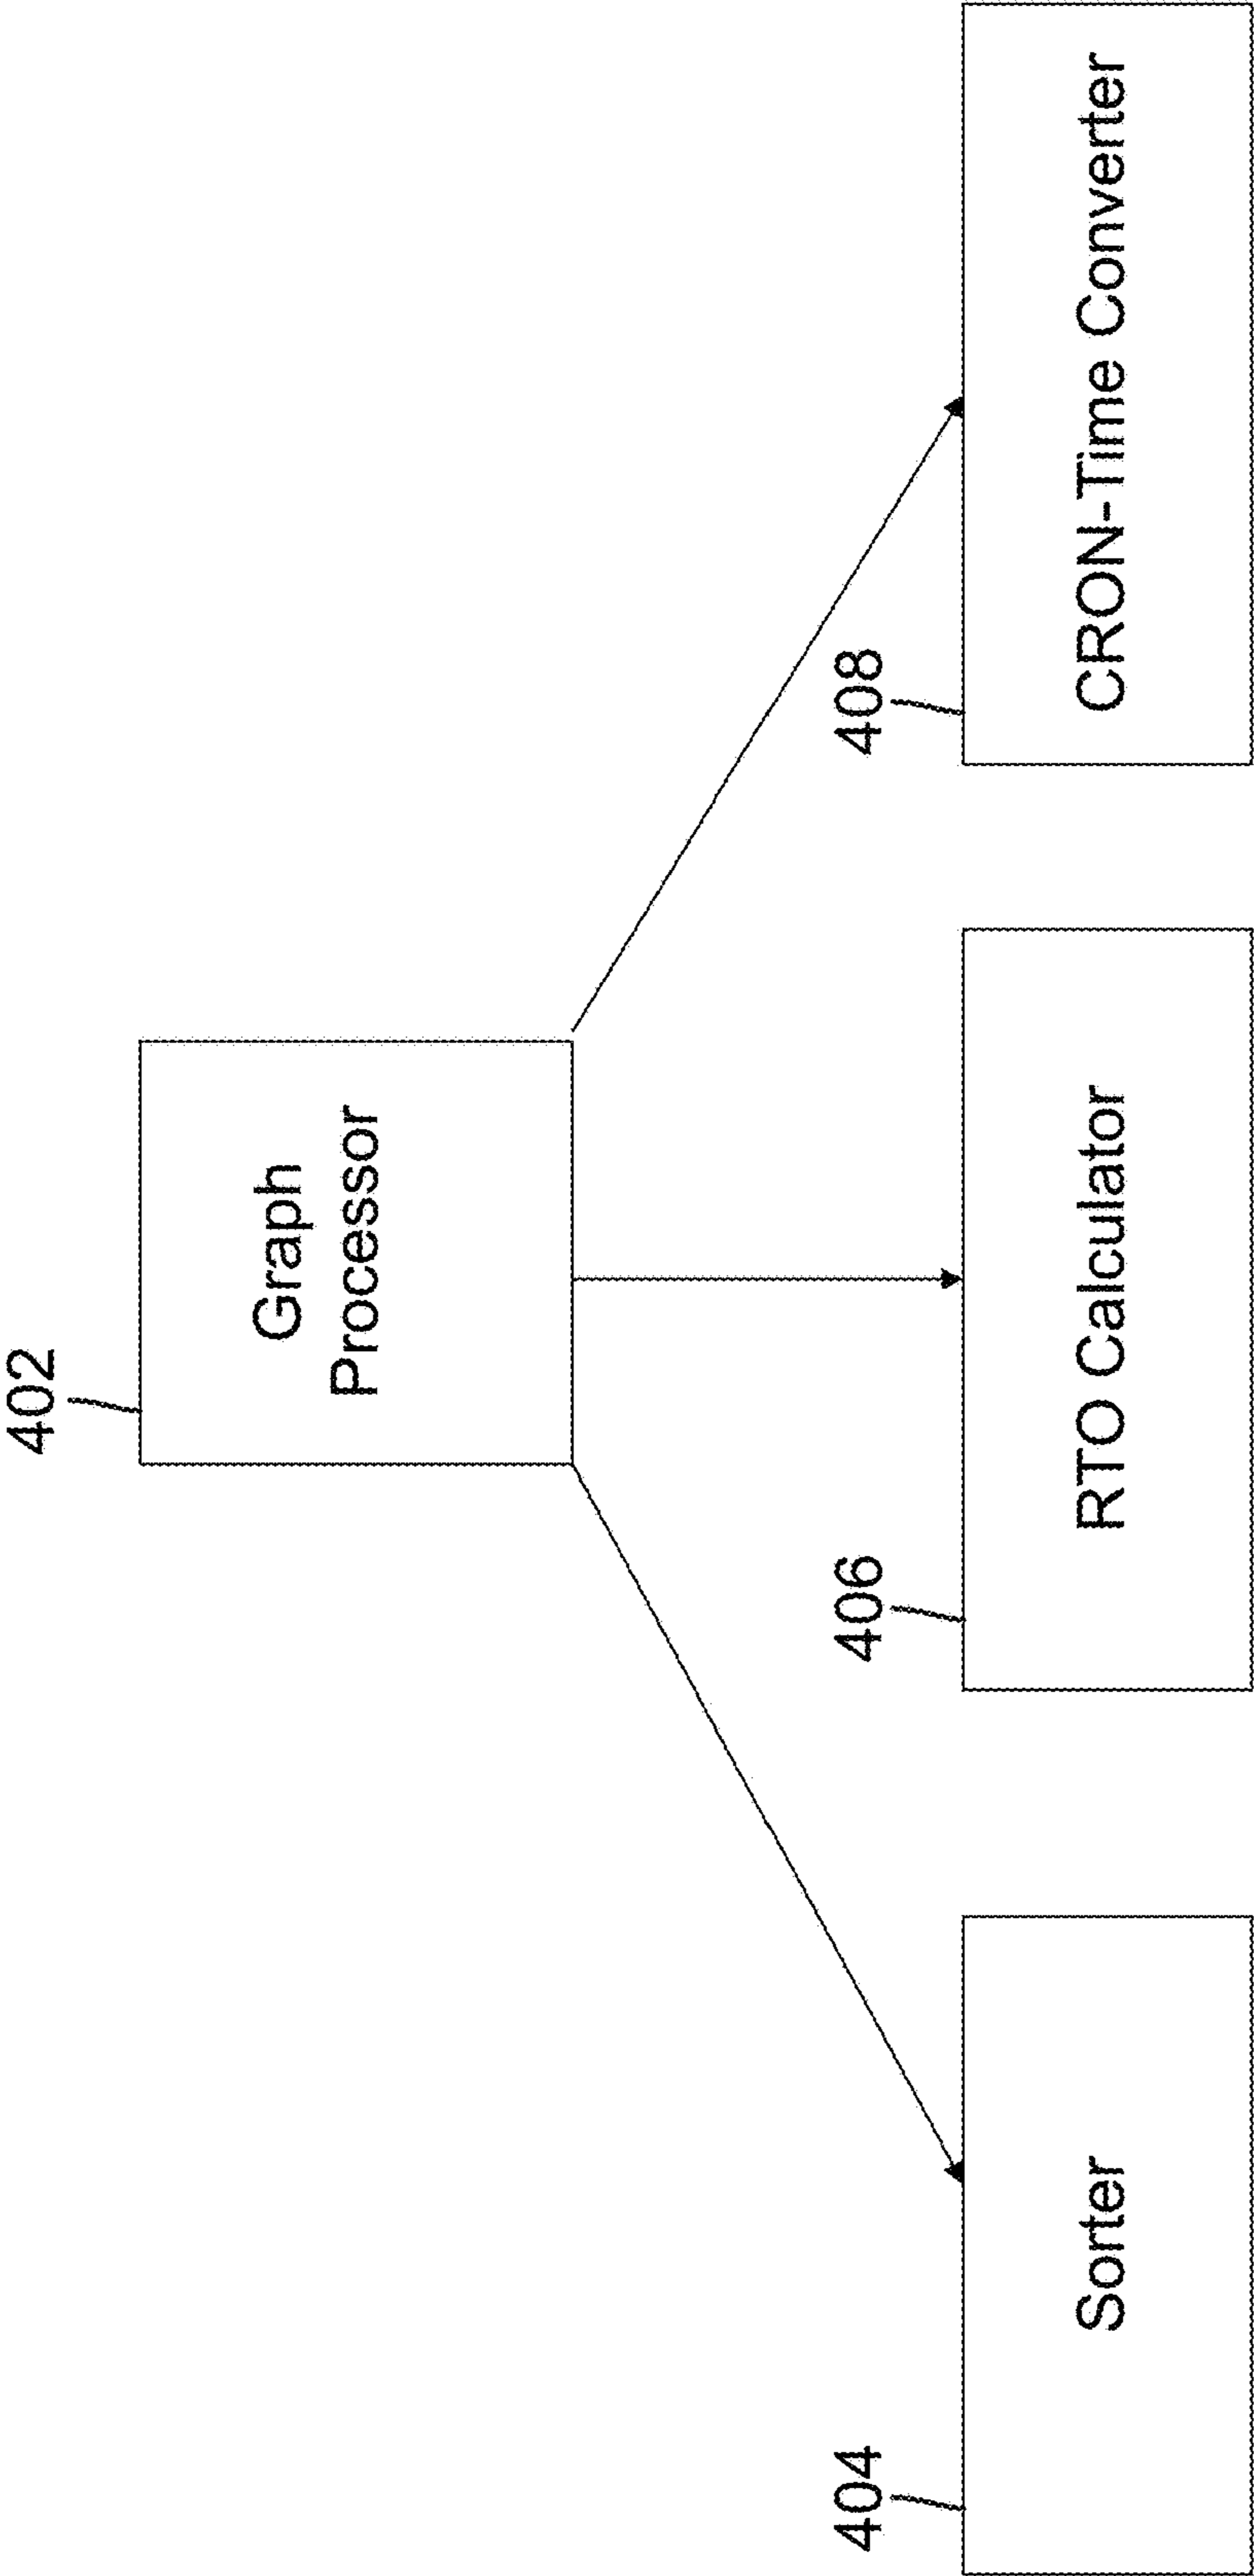 402
Graph
Processor
404
Sorter
406
RTO Calculator
408
CRON-Time Converter